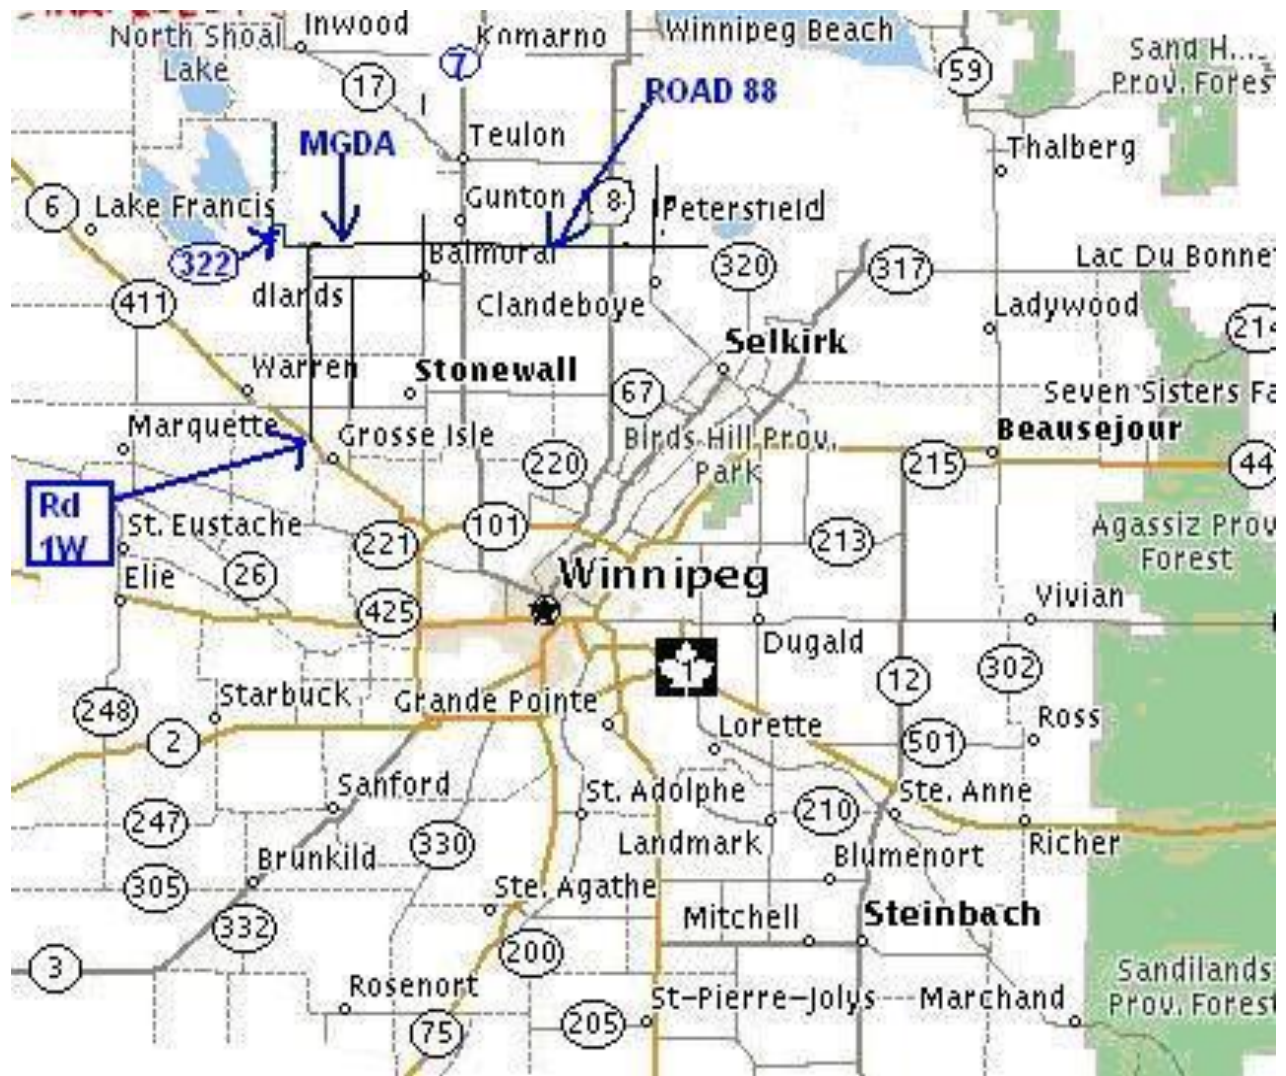 Inwood
Komarno
Winnipeg Beach
North Shoal
Lake
7
17
59
Sand H...
Prov. Forest
ROAD 88
MGDA
Teulon
Thalberg
6
Lake Francis
Gunton
8
Petersfield
322
Balmoral
320
317
Lac Du Bonnet
411
dlands
Clandeboye
Ladywood
214
Warren
Stonewall
Selkirk
67
Seven Sisters Fa
Marquette
Grosse Isle
Birds Hill Prov.
Park
Beausejour
220
215
44
Rd
1W
St. Eustache
221
101
213
Agassiz Prov
Forest
Elie
26
Winnipeg
425
Vivian
Dugald
1
302
12
248
Starbuck
Grande Pointe
Lorette
Ross
2
501
Sanford
St. Adolphe
Ste. Anne
247
210
330
Landmark
Richer
Brunkild
Blumenort
305
Ste. Agathe
332
Mitchell
Steinbach
3
200
Rosenort
St-Pierre-Jolys
Marchand
Sandilands
Prov. Forest
75
205